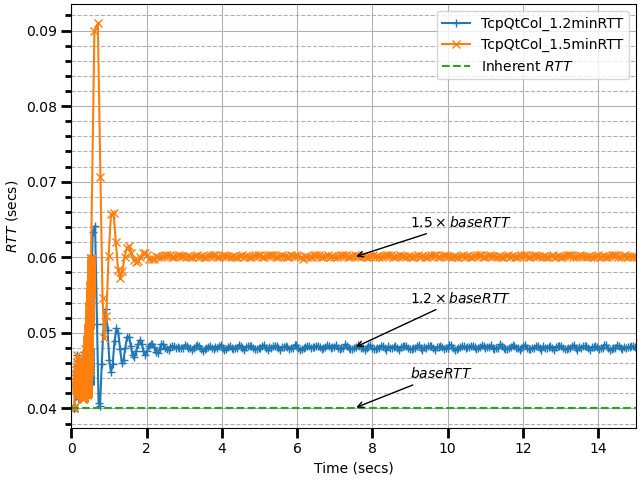 TcpQtCol_1.2minRTT
TcpQtCol_1.5minRTT
Inherent RTT
0.09
0.08
0.07
0.06
0.05
0.04
RTT (secs)
1.5 × baseRTT
1.2 × baseRTT
baseRTT
0 2 4 6 8 10 12 14
Time (secs)